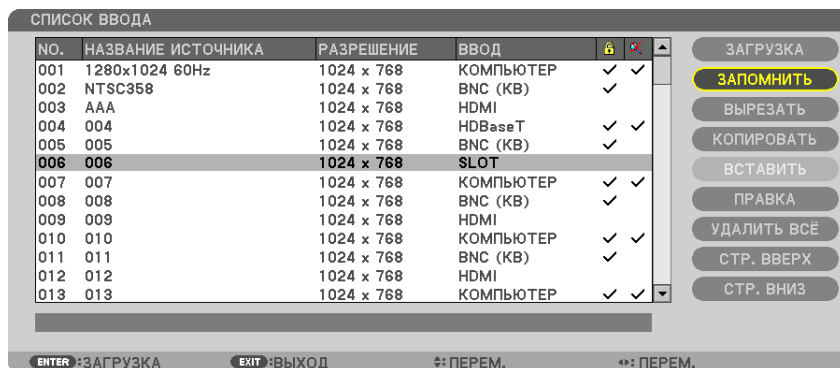 СПИСОК ВВОДА
NO. НАЗВАНИЕ ИСТОЧНИКА РАЗРЕШЕНИЕ ВВОД
001 1280x1024 60Hz 1024 x 768 КОМПЬЮТЕР ✓ ✓
002 NTSC358 1024 x 768 BNC (КВ) ✓
003 AAA 1024 x 768 HDMI
004 004 1024 x 768 HDBaseT ✓ ✓
005 005 1024 x 768 BNC (КВ) ✓
006 006 1024 x 768 SLOT
007 007 1024 x 768 КОМПЬЮТЕР ✓ ✓
008 008 1024 x 768 BNC (КВ) ✓
009 009 1024 x 768 HDMI
010 010 1024 x 768 КОМПЬЮТЕР ✓ ✓
011 011 1024 x 768 BNC (КВ) ✓
012 012 1024 x 768 HDMI
013 013 1024 x 768 КОМПЬЮТЕР ✓ ✓
ЗАГРУЗКА
ЗАПОМНИТЬ
ВЫРЕЗАТЬ
КОПИРОВАТЬ
ВСТАВИТЬ
ПРАВКА
УДАЛИТЬ ВСЁ
СТР. ВВЕРХ
СТР. ВНИЗ
ENTER :ЗАГРУЗКА EXIT :ВЫХОД :ПЕРЕМ. :ПЕРЕМ.